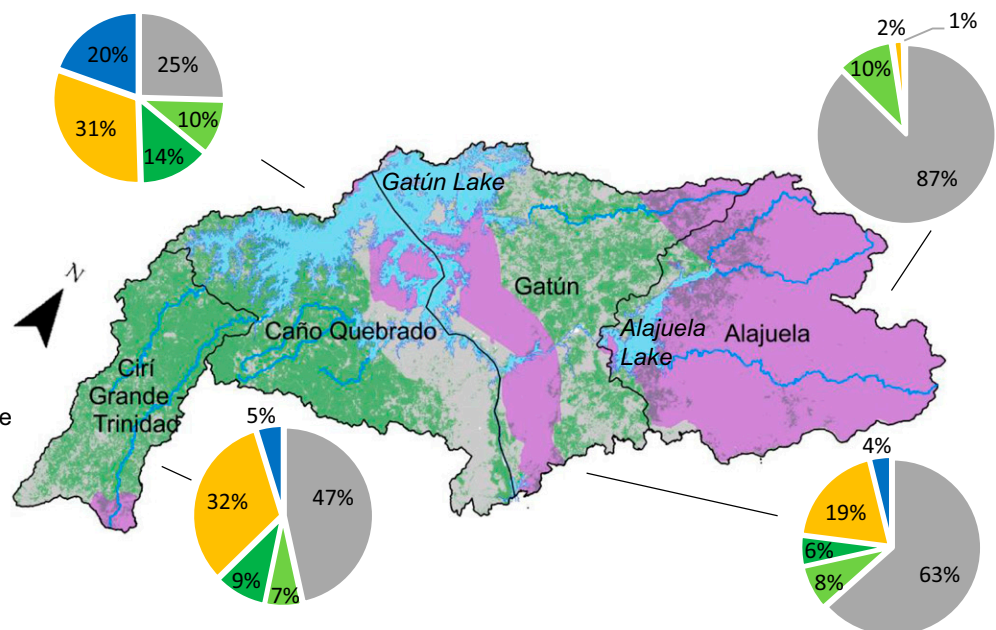 20%
25%
10%
14%
31%
2%
1%
10%
87%
N
Gatún Lake
Gatún
Caño Quebrado
Alajuela
Lake
Alajuela
Cirí
Grande -
Trinidad
e
5%
32%
47%
9%
7%
4%
19%
6%
8%
63%